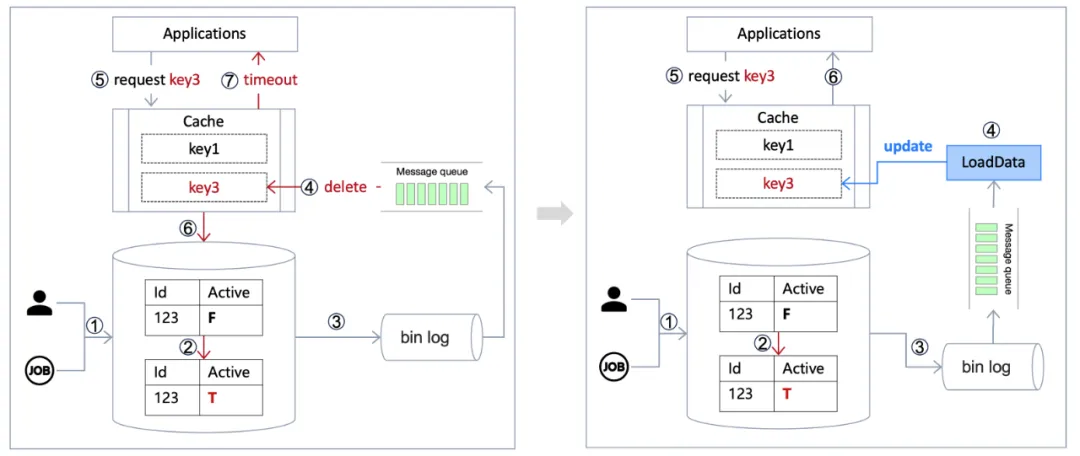 Applications
⑤ request key3
⑦ timeout
Cache
key1
key3
④ delete
Message queue
⑥
Id Active
123 F
①
②
③
bin log
JOB
Id Active
123 T
Applications
⑤ request key3
⑥
Cache
key1
key3
update
④
LoadData
Message queue
Id Active
123 F
①
②
③
bin log
JOB
Id Active
123 T